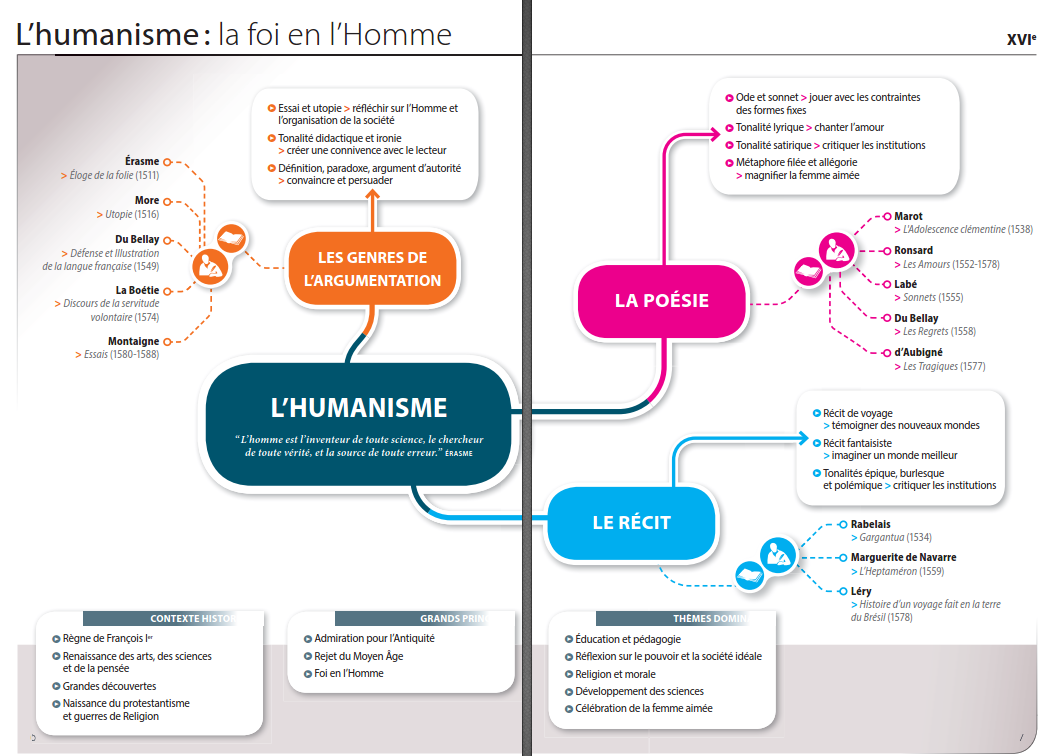 L'humanisme : la foi en l'Homme
XVIe
Essai et utopie > réfléchir sur l'Homme et
l'organisation de la société
Tonalité didactique et ironie
> créer une connivence avec le lecteur
Définition, paradoxe, argument d'autorité
> convaincre et persuader
Érasme
> Éloge de la folie (1511)
More
> Utopie (1516)
Du Bellay
> Défense et Illustration
de la langue française (1549)
La Boétie
> Discours de la servitude
volontaire (1574)
Montaigne
> Essais (1580-1588)
LES GENRES DE
L'ARGUMENTATION
L'HUMANISME
"L'homme est l'inventeur de toute science, le chercheur
de toute vérité, et la source de toute erreur." ÉRASME
Ode et sonnet > jouer avec les contraintes
des formes fixes
Tonalité lyrique > chanter l'amour
Tonalité satirique > critiquer les institutions
Métaphore filée et allégorie
> magnifier la femme aimée
LA POÉSIE
Marot
> L'Adolescence clémentine (1538)
Ronsard
> Les Amours (1552-1578)
Labé
> Sonnets (1555)
Du Bellay
> Les Regrets (1558)
d'Aubigné
> Les Tragiques (1577)
Récit de voyage
> témoigner des nouveaux mondes
Récit fantaisiste
> imaginer un monde meilleur
Tonalités épique, burlesque
et polémique > critiquer les institutions
LE RÉCIT
Rabelais
> Gargantua (1534)
Marguerite de Navarre
> L'Heptaméron (1559)
Léry
> Histoire d'un voyage fait en la terre
du Brésil (1578)
CONTEXTE HISTOR
Règne de François Ier
Renaissance des arts, des sciences
et de la pensée
Grandes découvertes
Naissance du protestantisme
et guerres de Religion
GRANDS PRINC
Admiration pour l'Antiquité
Rejet du Moyen Âge
Foi en l'Homme
THÈMES DOMIN
Éducation et pédagogie
Réflexion sur le pouvoir et la société idéale
Religion et morale
Développement des sciences
Célébration de la femme aimée